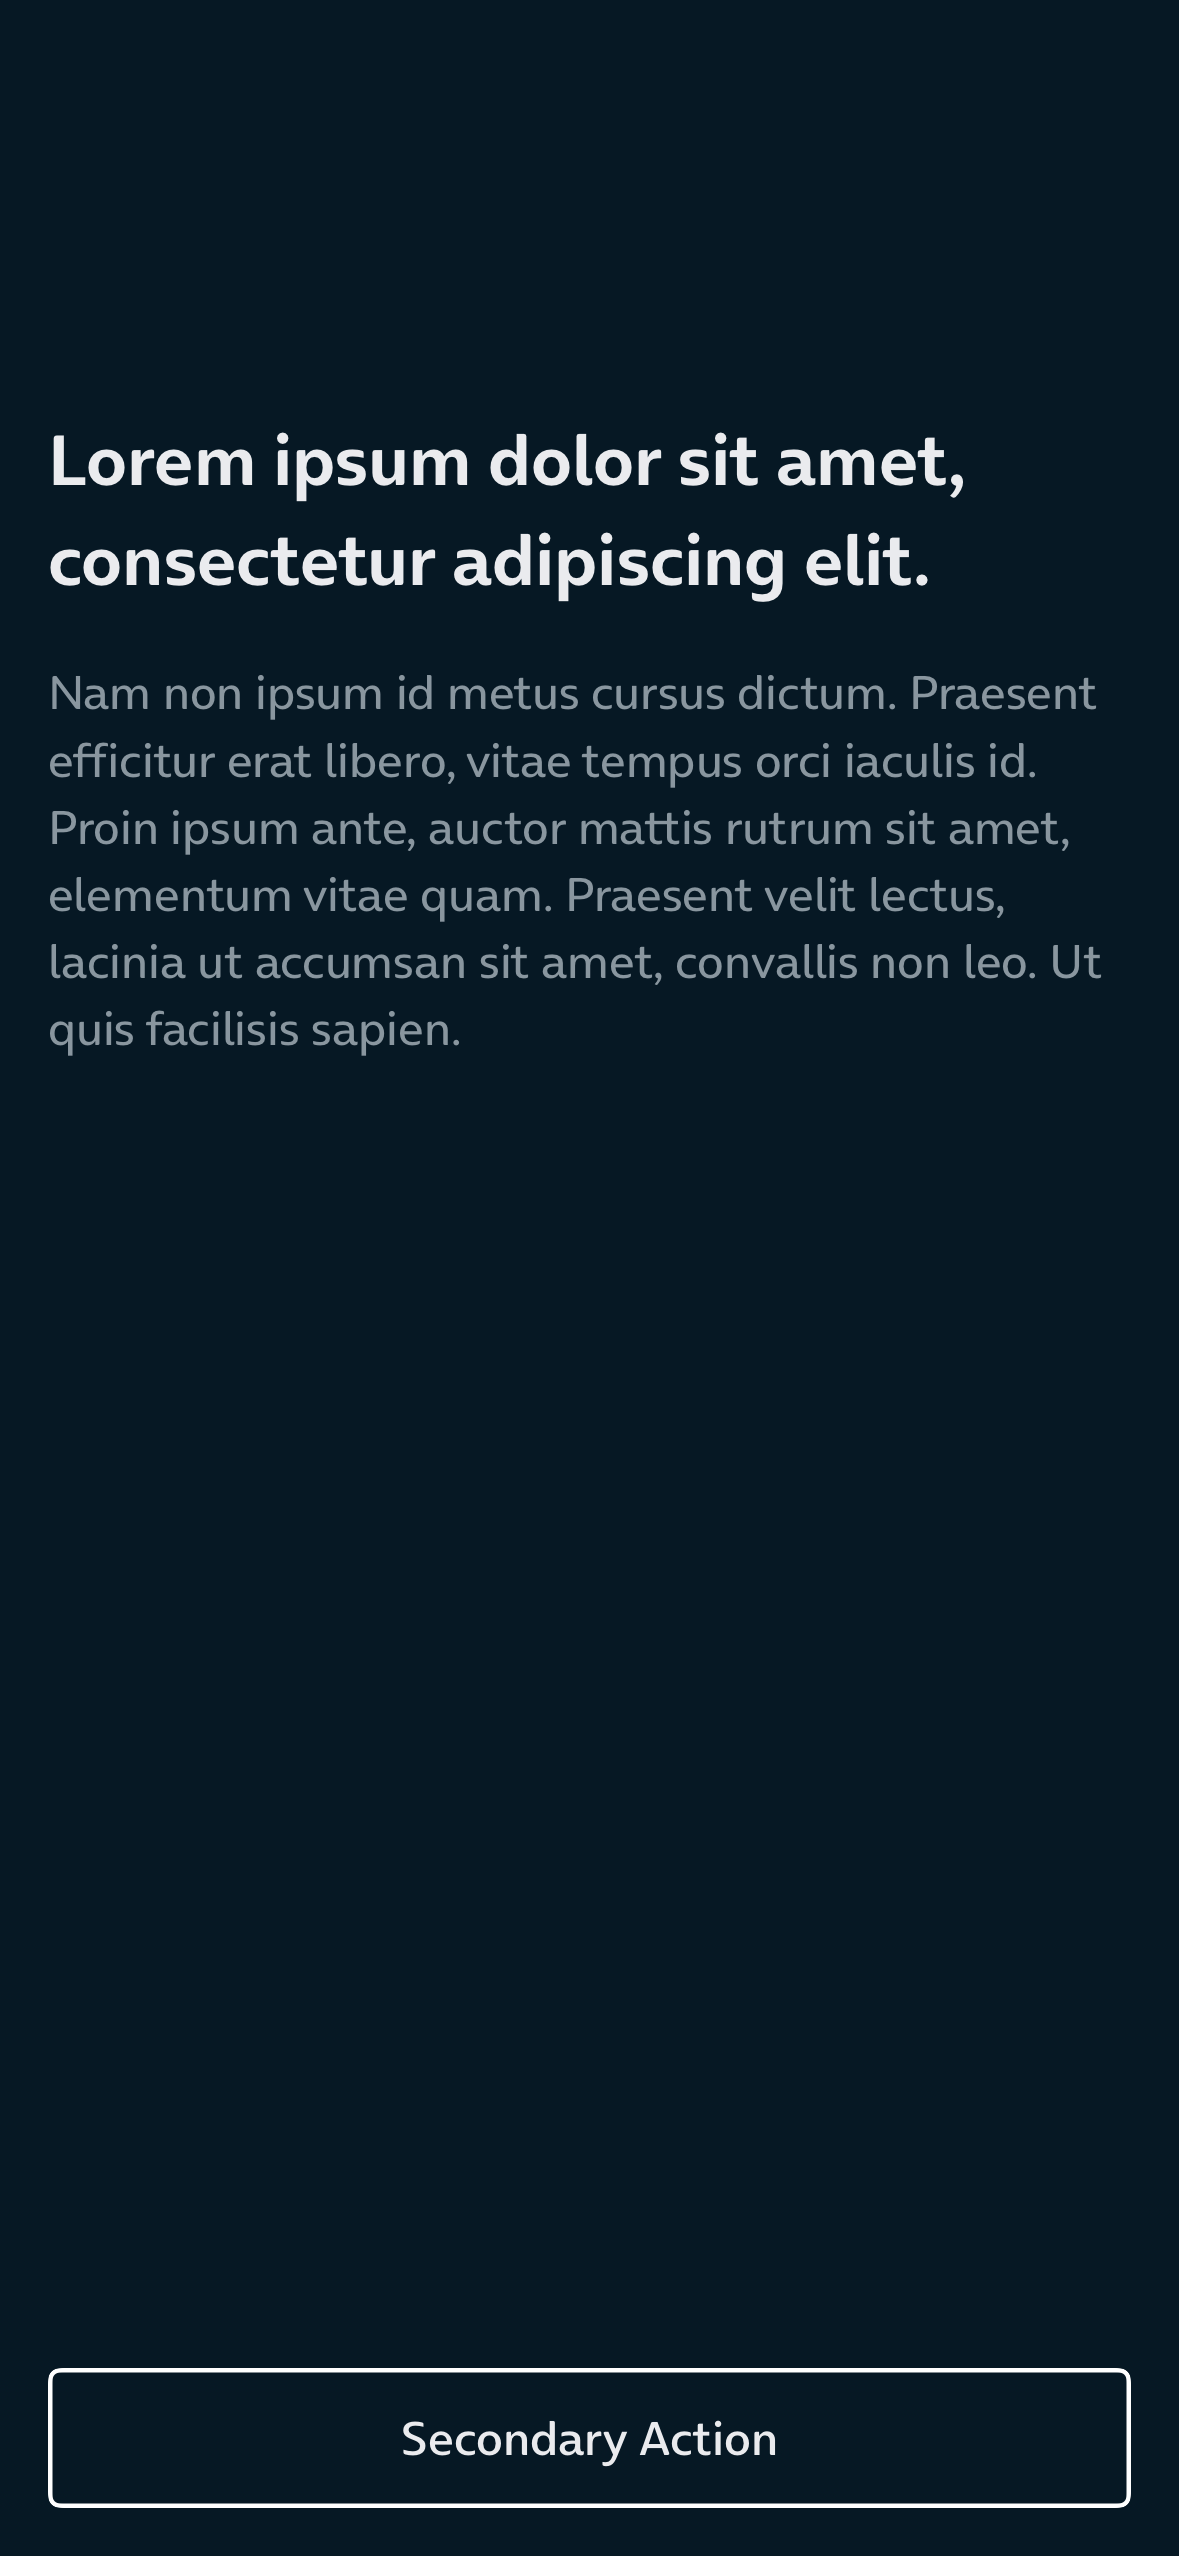 Lorem ipsum dolor sit amet,
consectetur adipiscing elit.
Nam non ipsum id metus cursus dictum. Praesent
efficitur erat libero, vitae tempus orci iaculis id.
Proin ipsum ante, auctor mattis rutrum sit amet,
elementum vitae quam. Praesent velit lectus,
lacinia ut accumsan sit amet, convallis non leo. Ut
quis facilisis sapien.
Secondary Action